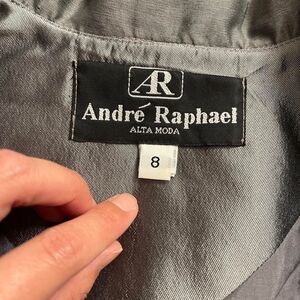 AR
André Raphael
ALTA MODA
8